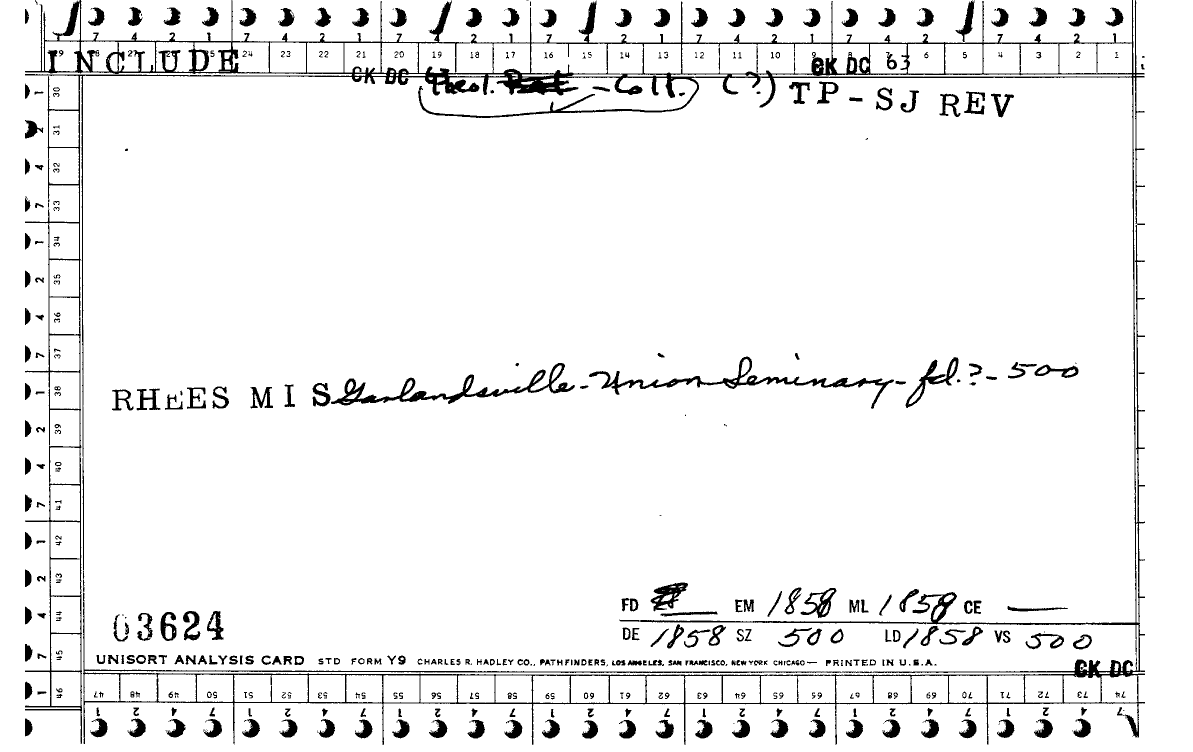 7 4 2 1 7 4 2 1 7 4 2 1 7 4 2 1 7 4 2 1 7 4 2 1 7 4 2 1
29 28 27 25 24 23 22 21 20 19 18 17 16 15 14 13 12 11 10 9 8 7 6 5 4 3 2 1
INCLUDE
CK DC 63
CK DC Theol. - Coll. (?) TP-SJ REV
1 30
2 31
4 32
7 33
1 34
2 35
4 36
7 37
RHEES MIS Garlandsville - Union Seminary - fd.? - 500
1 38
2 39
4 40
7 41
1 42
2 43
4 44
7 45
1 46
03624
FD — EM 1858 ML 1858 CE —
DE 1858 SZ 500 LD 1858 VS 500
UNISORT ANALYSIS CARD STD FORM Y9 CHARLES R. HADLEY CO., PATHFINDERS, LOS ANGELES, SAN FRANCISCO, NEW YORK CHICAGO — PRINTED IN U.S.A.
CK DC
47 48 49 50 51 52 53 54 55 56 57 58 59 60 61 62 63 64 65 66 67 68 69 70 71 72 73 74
1 2 4 7 1 2 4 7 1 2 4 7 1 2 4 7 1 2 4 7 1 2 4 7 1 2 4 7